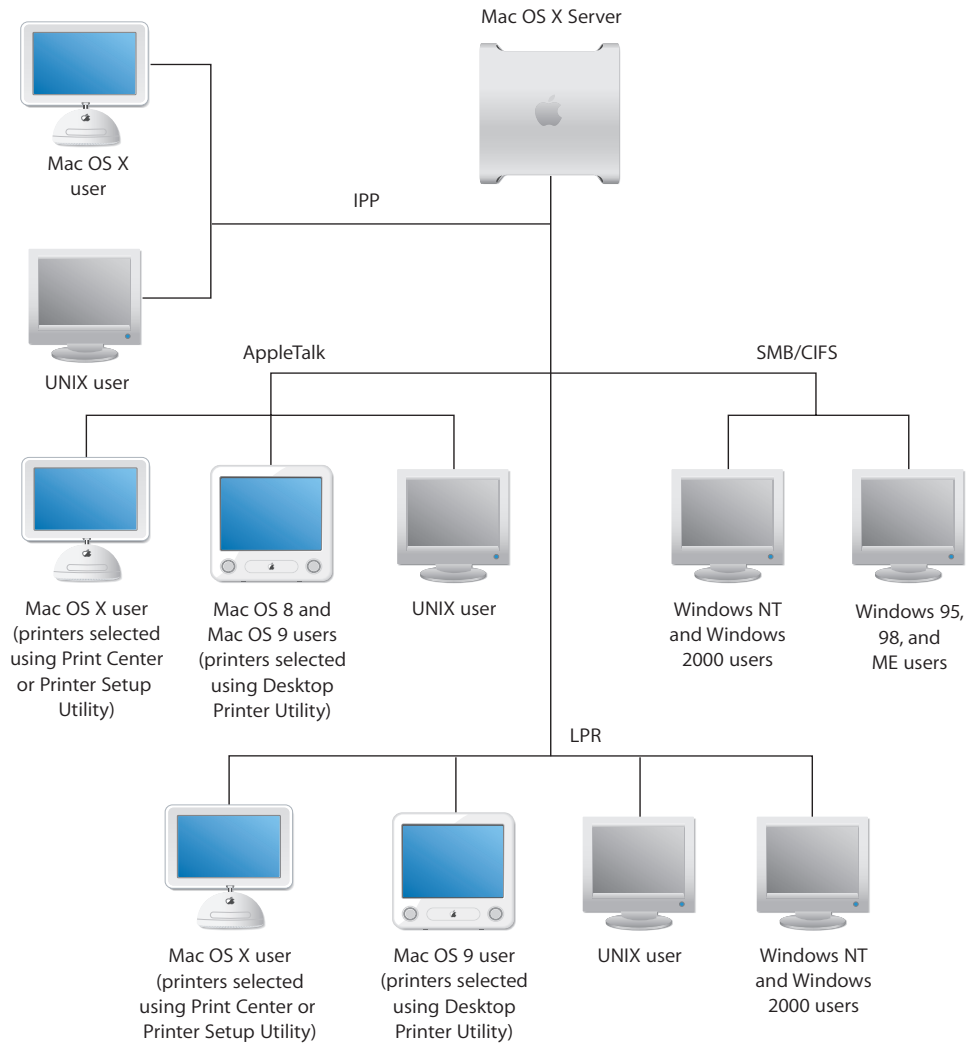 Mac OS X Server
Mac OS X
user
IPP
UNIX user
AppleTalk
SMB/CIFS
Mac OS X user
(printers selected
using Print Center
or Printer Setup
Utility)
Mac OS 8 and
Mac OS 9 users
(printers selected
using Desktop
Printer Utility)
UNIX user
Windows NT
and Windows
2000 users
Windows 95,
98, and
ME users
LPR
Mac OS X user
(printers selected
using Print Center or
Printer Setup Utility)
Mac OS 9 user
(printers selected
using Desktop
Printer Utility)
UNIX user
Windows NT
and Windows
2000 users